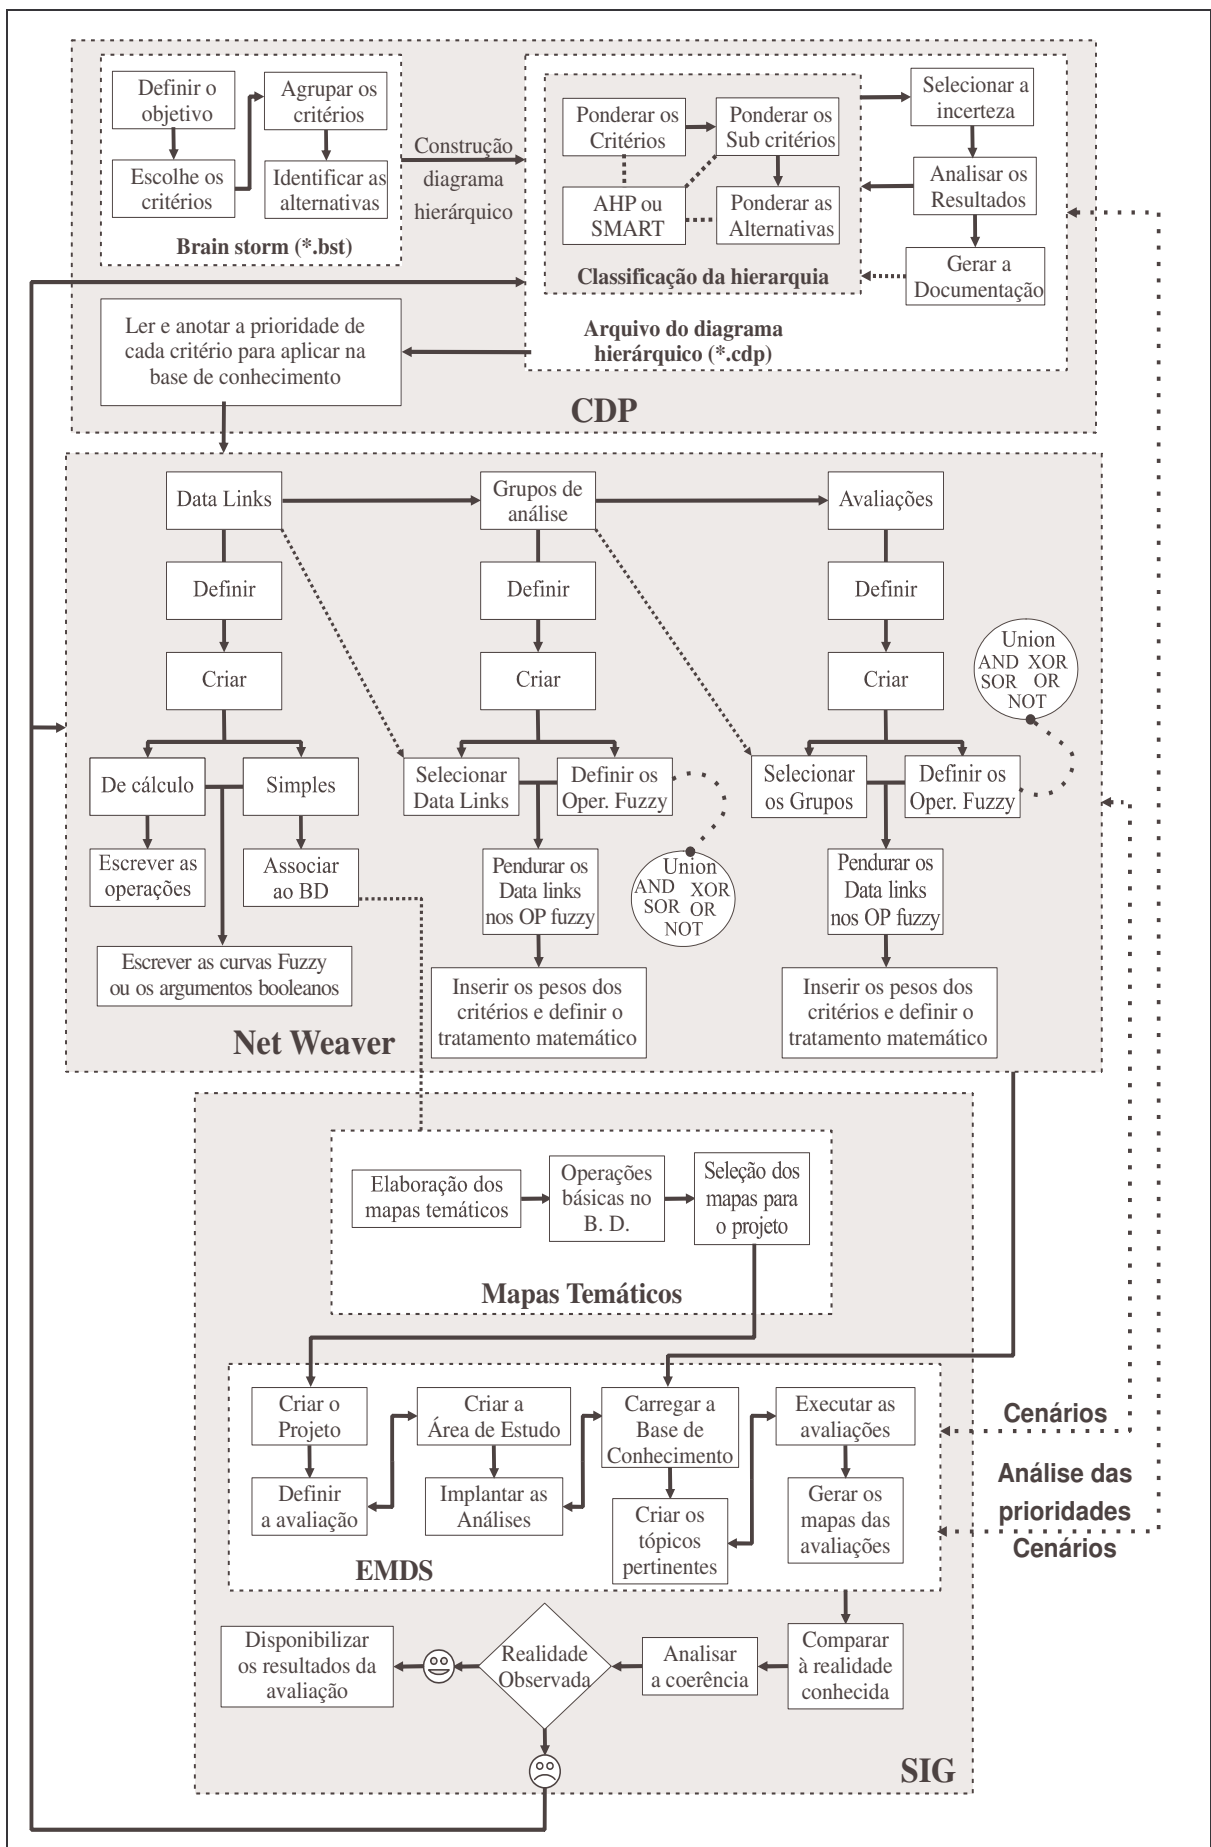 Definir o
objetivo
Escolhe os
critérios
Agrupar os
critérios
Identificar as
alternativas
Brain storm (*.bst)
Construção
diagrama
hierárquico
Ponderar os
Critérios
Ponderar os
Sub critérios
AHP ou
SMART
Ponderar as
Alternativas
Classificação da hierarquia
Selecionar a
incerteza
Analisar os
Resultados
Gerar a
Documentação
Arquivo do diagrama
hierárquico (*.cdp)
Ler e anotar a prioridade de
cada critério para aplicar na
base de conhecimento
CDP
Data Links
Grupos de
análise
Avaliações
Definir
Definir
Definir
Criar
Criar
Criar
Union
AND XOR
SOR OR
NOT
De cálculo
Simples
Selecionar
Data Links
Definir os
Oper. Fuzzy
Selecionar
os Grupos
Definir os
Oper. Fuzzy
Escrever as
operações
Associar
ao BD
Pendurar os
Data links
nos OP fuzzy
Union
AND XOR
SOR OR
NOT
Pendurar os
Data links
nos OP fuzzy
Escrever as curvas Fuzzy
ou os argumentos booleanos
Inserir os pesos dos
critérios e definir o
tratamento matemático
Inserir os pesos dos
critérios e definir o
tratamento matemático
Net Weaver
Elaboração dos
mapas temáticos
Operações
básicas no
B. D.
Seleção dos
mapas para
o projeto
Mapas Temáticos
Criar o
Projeto
Definir
a avaliação
Criar a
Área de Estudo
Implantar as
Análises
Carregar a
Base de
Conhecimento
Criar os
tópicos
pertinentes
Executar as
avaliações
Gerar os
mapas das
avaliações
EMDS
Cenários
Análise das
prioridades
Cenários
Disponibilizar
os resultados da
avaliação
Realidade
Observada
Analisar
a coerência
Comparar
à realidade
conhecida
SIG